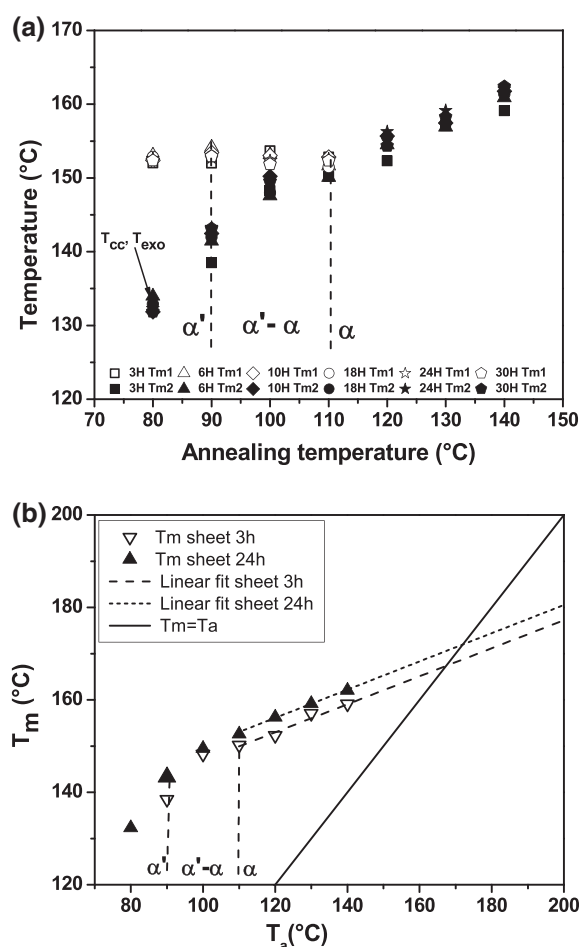 (a)
170
160
150
140
130
120
Temperature (°C)
Tcc, Texo
α'
α'- α
α
3H Tm1 6H Tm1 10H Tm1 18H Tm1 24H Tm1 30H Tm1
3H Tm2 6H Tm2 10H Tm2 18H Tm2 24H Tm2 30H Tm2
70 80 90 100 110 120 130 140 150
Annealing temperature (°C)
(b)
200
180
160
140
120
Tm (°C)
Tm sheet 3h
Tm sheet 24h
Linear fit sheet 3h
Linear fit sheet 24h
Tm=Ta
α' α'-α α
80 100 120 140 160 180 200
Ta(°C)